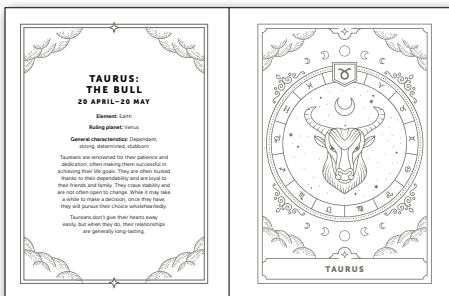 TAURUS:
THE BULL
20 APRIL–20 MAY
Element: Earth
Ruling planet: Venus
General characteristics: Dependant,
strong, determined, stubborn
Taureans are renowned for their patience and
dedication, often making them successful in
achieving their life goals. They are often trusted
thanks to their dependability and are loyal to
their friends and family. They crave stability and
are not often open to change. While it may take
a while to make a decision, once they have,
they will pursue their choice wholeheartedly.
Taureans don't give their hearts away
easily, but when they do, their relationships
are generally long-lasting.
TAURUS